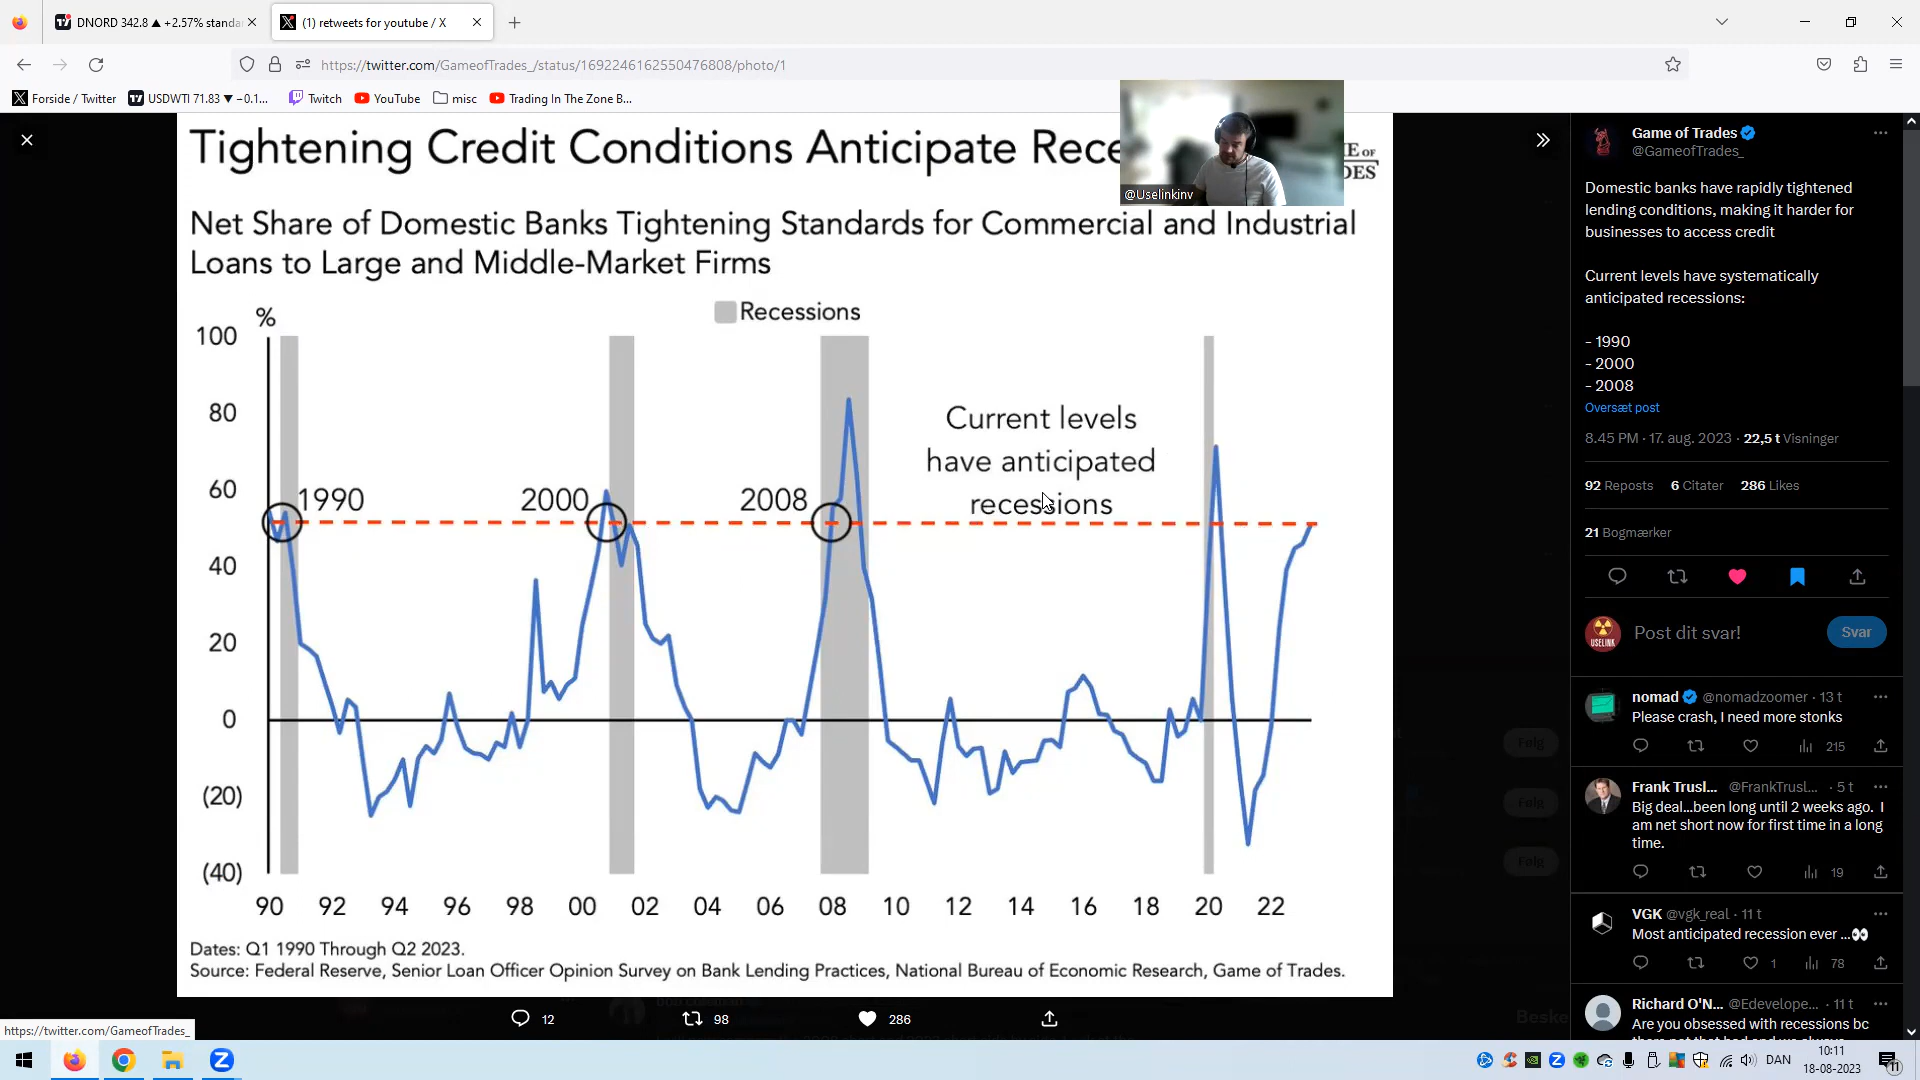 DNORD 342.8 ▲ +2.57% standa
(1) retweets for youtube / X
https://twitter.com/GameofTrades_/status/1692246162550476808/photo/1
Forside / Twitter
USDWTI 71.83 ▼ −0.1...
Twitch
YouTube
misc
Trading In The Zone B...
Tightening Credit Conditions Anticipate Rece
E OF
DES
@Uselinkinv
Net Share of Domestic Banks Tightening Standards for Commercial and Industrial
Loans to Large and Middle-Market Firms
Recessions
%
100
80
60
40
20
0
(20)
(40)
1990
2000
2008
Current levels
have anticipated
recessions
90 92 94 96 98 00 02 04 06 08 10 12 14 16 18 20 22
Dates: Q1 1990 Through Q2 2023.
Source: Federal Reserve, Senior Loan Officer Opinion Survey on Bank Lending Practices, National Bureau of Economic Research, Game of Trades.
12
98
286
Game of Trades
@GameofTrades_
Domestic banks have rapidly tightened
lending conditions, making it harder for
businesses to access credit
Current levels have systematically
anticipated recessions:
- 1990
- 2000
- 2008
Oversæt post
8.45 PM · 17. aug. 2023 · 22,5 t Visninger
92 Reposts 6 Citater 286 Likes
21 Bogmærker
USELINK
Post dit svar!
Svar
nomad @nomadzoomer · 13 t
Please crash, I need more stonks
215
Frank Trusl... @FrankTrusl... · 5 t
Big deal...been long until 2 weeks ago. I
am net short now for first time in a long
time.
19
VGK @vgk_real · 11 t
Most anticipated recession ever ...👀
1 78
Richard O'N... @Edevelope... · 11 t
Are you obsessed with recessions bc
Følg
Følg
Følg
Beske
https://twitter.com/GameofTrades_
DAN
10:11
18-08-2023
11